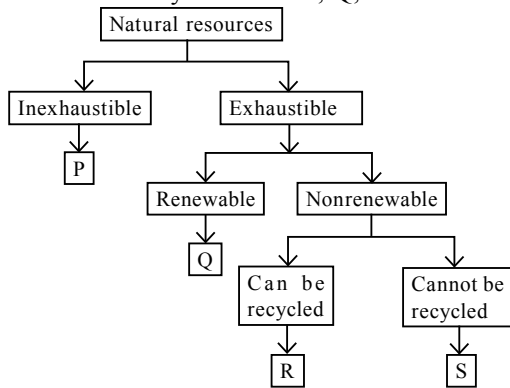 Natural resources
Inexhaustible
Exhaustible
P
Renewable
Nonrenewable
Q
Can be
recycled
Cannot be
recycled
R
S